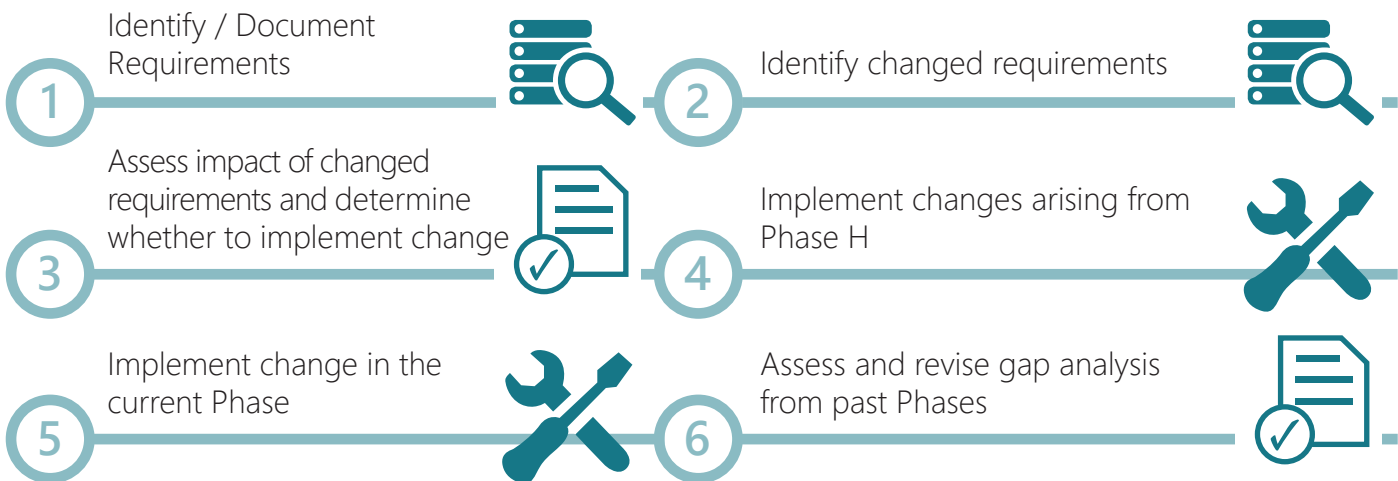 1
Identify / Document
Requirements
2
Identify changed requirements
3
Assess impact of changed
requirements and determine
whether to implement change
4
Implement changes arising from
Phase H
5
Implement change in the
current Phase
6
Assess and revise gap analysis
from past Phases